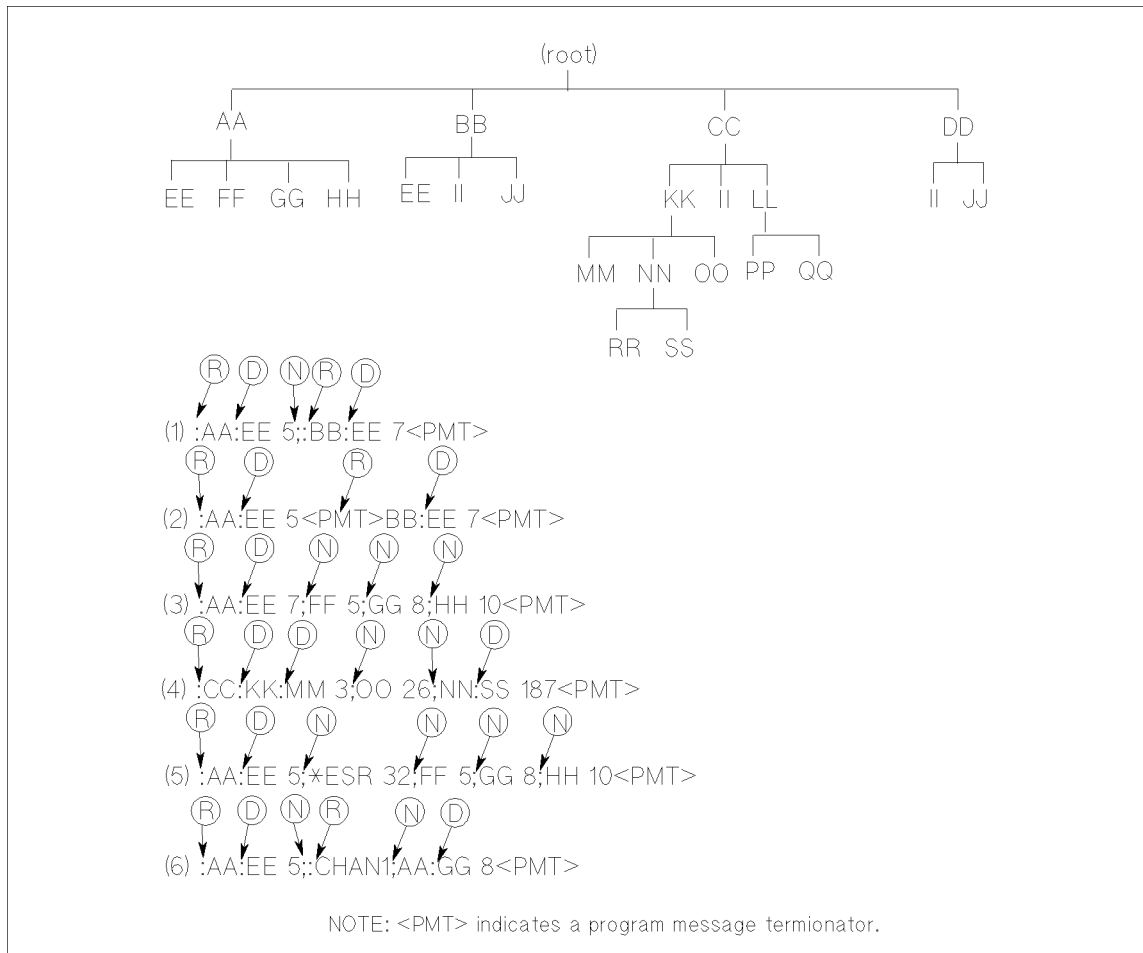 (root)
AA BB CC DD
EE FF GG HH EE II JJ KK II LL II JJ
MM NN OO PP QQ
RR SS
R D N R D
(1) :AA:EE 5;:BB:EE 7<PMT>
R D R D
(2) :AA:EE 5<PMT>BB:EE 7<PMT>
R D N N N
(3) :AA:EE 7;FF 5;GG 8;HH 10<PMT>
R D D N N D
(4) :CC:KK:MM 3;OO 26;NN:SS 187<PMT>
R D N N N N
(5) :AA:EE 5;*ESR 32;FF 5;GG 8;HH 10<PMT>
R D N R N D
(6) :AA:EE 5;:CHAN1;AA:GG 8<PMT>
NOTE: <PMT> indicates a program message termionator.